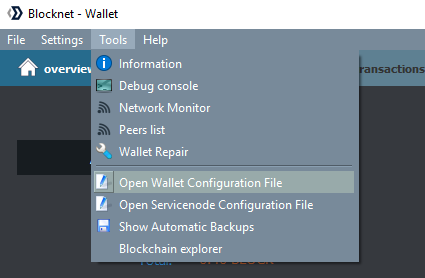 Blocknet - Wallet
File Settings Tools Help
overview
Information
ransactions
Debug console
Network Monitor
Peers list
Wallet Repair
Open Wallet Configuration File
Open Servicenode Configuration File
Show Automatic Backups
Blockchain explorer